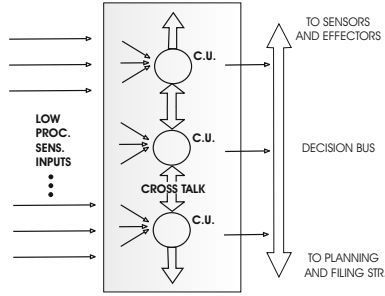 TO SENSORS
AND EFFECTORS
C.U.
LOW
PROC.
SENS.
INPUTS
C.U.
DECISION BUS
CROSS TALK
C.U.
TO PLANNING
AND FILING STR